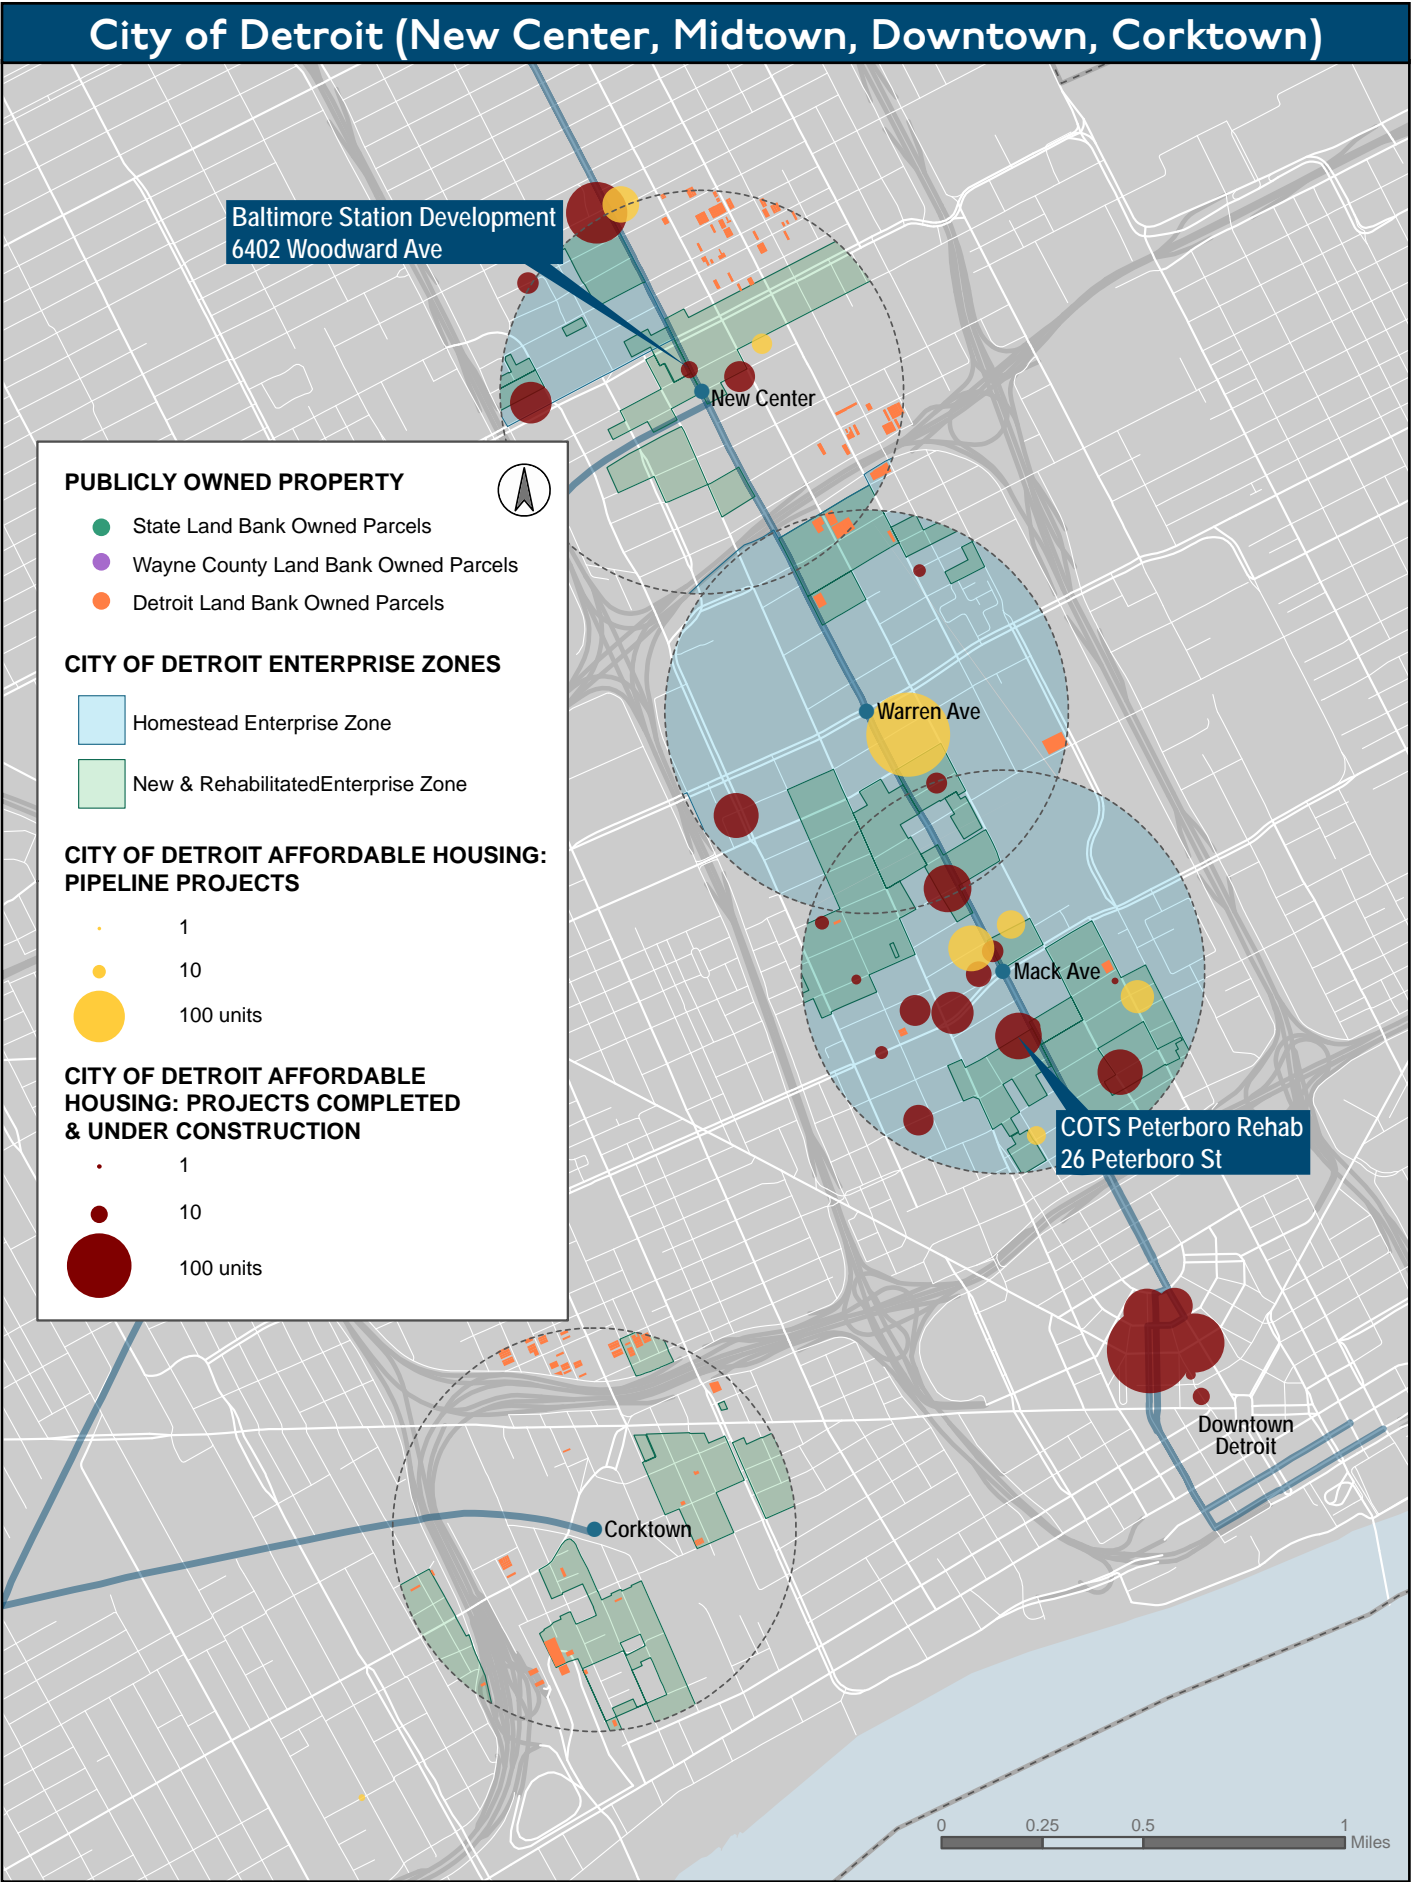 City of Detroit (New Center, Midtown, Downtown, Corktown)
Baltimore Station Development
6402 Woodward Ave
New Center
PUBLICLY OWNED PROPERTY
State Land Bank Owned Parcels
Wayne County Land Bank Owned Parcels
Detroit Land Bank Owned Parcels
CITY OF DETROIT ENTERPRISE ZONES
Homestead Enterprise Zone
New & RehabilitatedEnterprise Zone
CITY OF DETROIT AFFORDABLE HOUSING:
PIPELINE PROJECTS
1
10
100 units
CITY OF DETROIT AFFORDABLE
HOUSING: PROJECTS COMPLETED
& UNDER CONSTRUCTION
1
10
100 units
Warren Ave
Mack Ave
COTS Peterboro Rehab
26 Peterboro St
Downtown
Detroit
Corktown
0 0.25 0.5 1
Miles